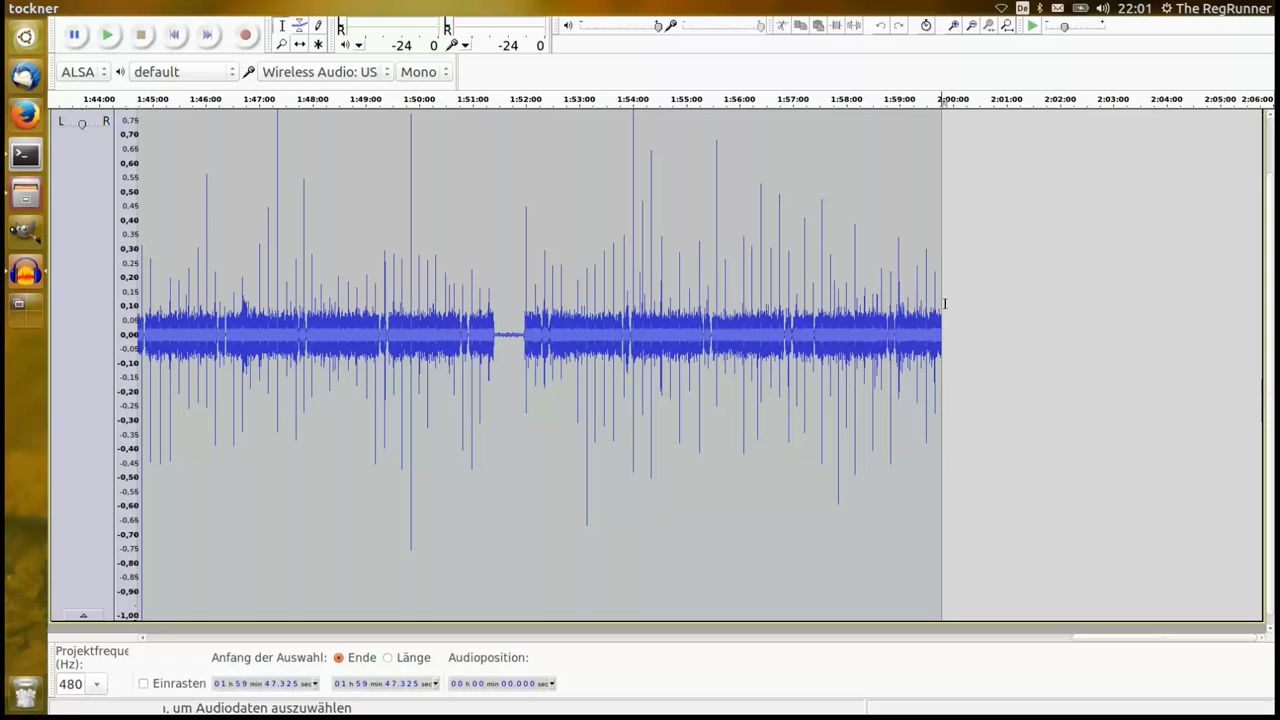 tockner
De
22:01 The RegRunner
R
R
-24 0
-24 0
ALSA
default
Wireless Audio: US
Mono
1:44:00 1:45:00 1:46:00 1:47:00 1:48:00 1:49:00 1:50:00 1:51:00 1:52:00 1:53:00 1:54:00 1:55:00 1:56:00 1:57:00 1:58:00 1:59:00 2:00:00 2:01:00 2:02:00 2:03:00 2:04:00 2:05:00 2:06:00
L R
0,75
0,70
0,65
0,60
0,55
0,50
0,45
0,40
0,35
0,30
0,25
0,20
0,15
0,10
0,05
0,00
-0,05
-0,10
-0,15
-0,20
-0,25
-0,30
-0,35
-0,40
-0,45
-0,50
-0,55
-0,60
-0,65
-0,70
-0,75
-0,80
-0,85
-0,90
-1,00
Projektfreque
(Hz):
Anfang der Auswahl: Ende Länge Audioposition:
480 Einrasten 01 h 59 min 47.325 sec 01 h 59 min 47.325 sec 00 h 00 min 00.000 sec
, um Audiodaten auszuwählen